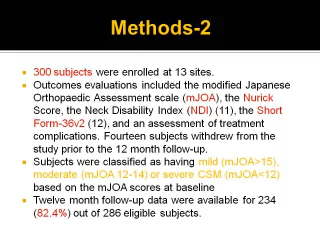 Methods-2
300 subjects were enrolled at 13 sites.
Outcomes evaluations included the modified Japanese
Orthopaedic Assessment scale (mJOA), the Nurick
Score, the Neck Disability Index (NDI) (11), the Short
Form-36v2 (12), and an assessment of treatment
complications. Fourteen subjects withdrew from the
study prior to the 12 month follow-up.
Subjects were classified as having mild (mJOA>15),
moderate (mJOA 12-14) or severe CSM (mJOA<12)
based on the mJOA scores at baseline
Twelve month follow-up data were available for 234
(82.4%) out of 286 eligible subjects.